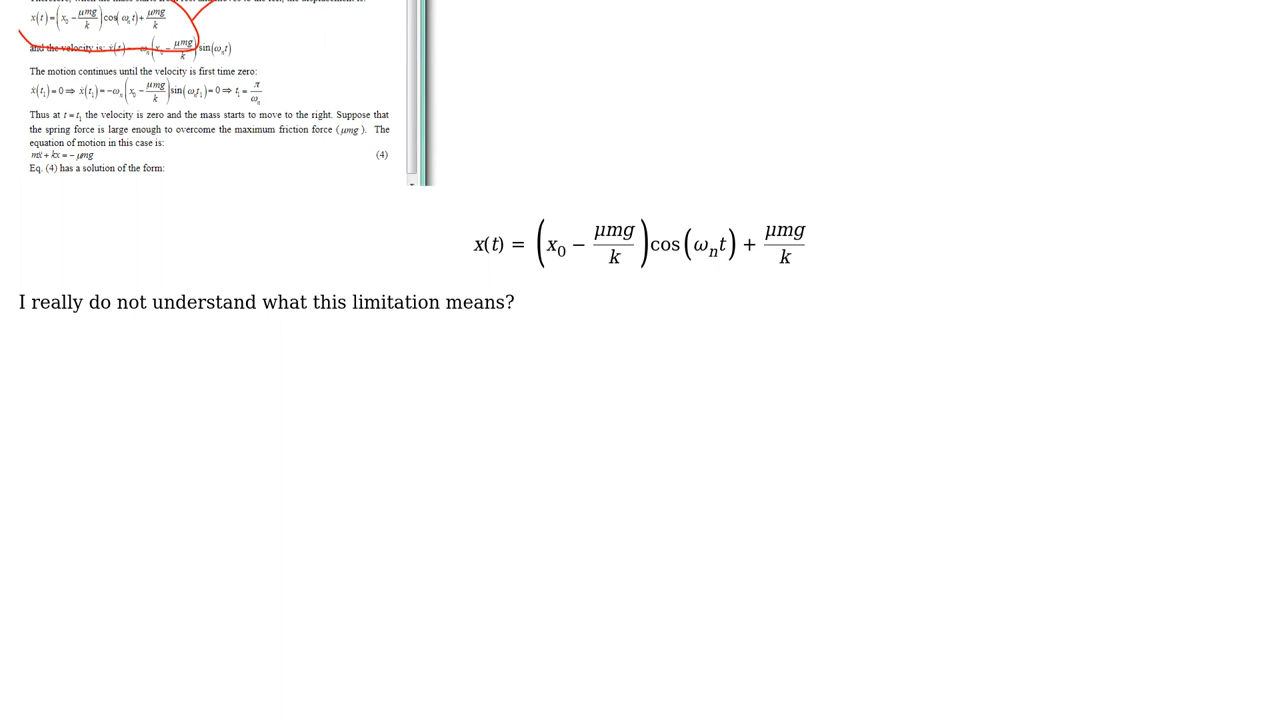 x(t)=(x₀-μmg/k)cos(ωₙt)+μmg/k
and the velocity is:
sin(ωₙt)
The motion continues until the velocity is first time zero:
ẋ(t₁)=0⇒ ẋ(t₁)=-ωₙ(x₀-μmg/k)sin(ωₙt₁)=0⇒t₁=π/ωₙ
Thus at t=t₁ the velocity is zero and the mass starts to move to the right. Suppose that
the spring force is large enough to overcome the maximum friction force (μmg). The
equation of motion in this case is:
mẍ+kx=-μmg (4)
Eq. (4) has a solution of the form:
x(t) = (x₀ - μmg/k)cos(ωₙt) + μmg/k
I really do not understand what this limitation means?